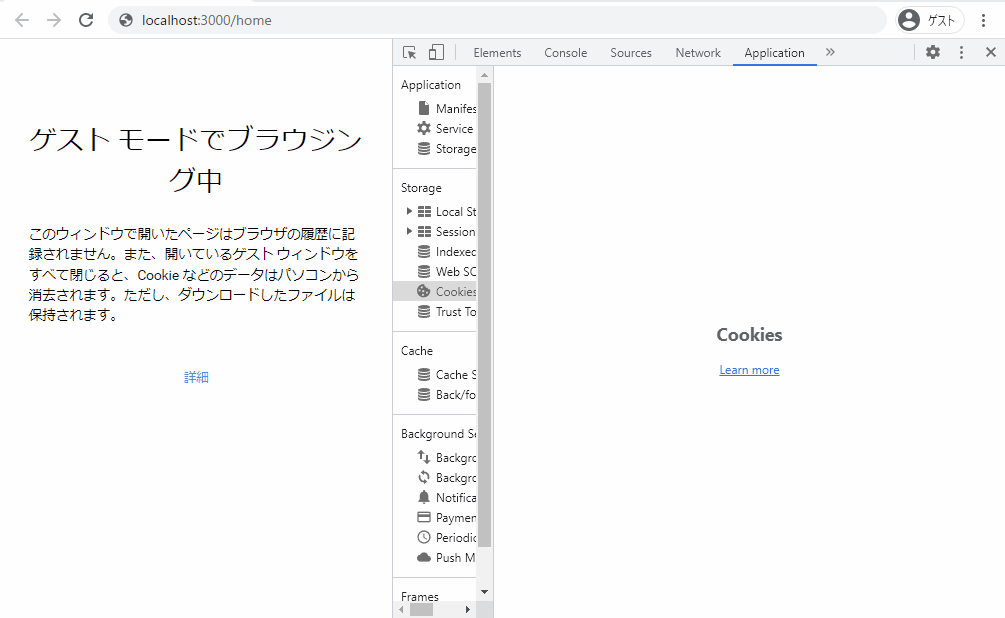 localhost:3000/home
ゲスト
Elements
Console
Sources
Network
Application
Application
Manifes
Service
Storage
Storage
Local St
Session
Indexed
Web SC
Cookies
Trust To
Cache
Cache S
Back/fo
Background Se
Backgro
Backgro
Notifica
Paymen
Periodic
Push M
Frames
ゲスト モードでブラウジン
グ中
このウィンドウで開いたページはブラウザの履歴に記
録されません。また、開いているゲスト ウィンドウを
すべて閉じると、Cookie などのデータはパソコンから
消去されます。ただし、ダウンロードしたファイルは
保持されます。
詳細
Cookies
Learn more